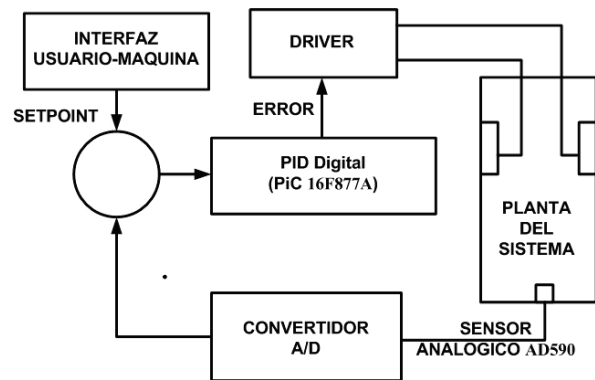 INTERFAZ
USUARIO-MAQUINA
DRIVER
SETPOINT
ERROR
PID Digital
(PiC 16F877A)
PLANTA
DEL
SISTEMA
CONVERTIDOR
A/D
SENSOR
ANALOGICO AD590